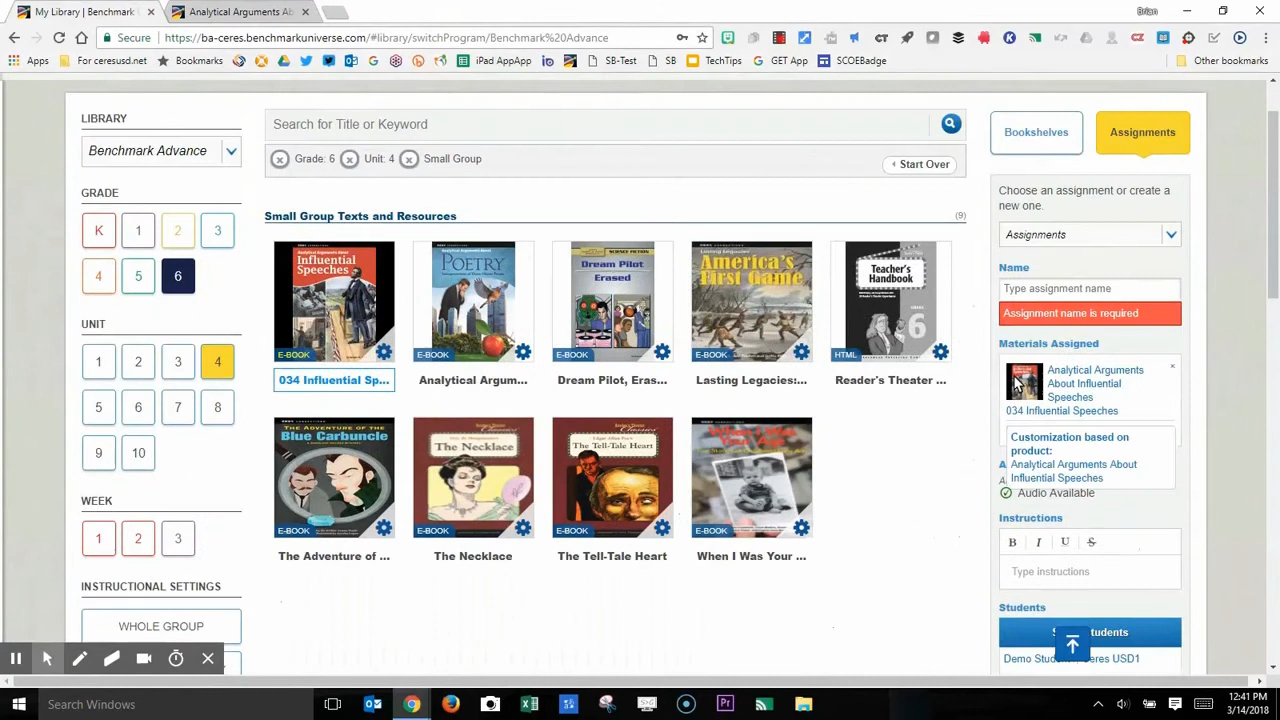 My Library | Benchmark
Analytical Arguments Ab
Brian
Secure
https://ba-ceres.benchmarkuniverse.com/#library/switchProgram/Benchmark%20Advance
Apps
For ceresusd.net
Bookmarks
SB-Test
SB
TechTips
GET App
iPad AppApp
SCOEBadge
Other bookmarks
LIBRARY
Benchmark Advance
GRADE
K 1 2 3
4 5 6
UNIT
1 2 3 4
5 6 7 8
9 10
WEEK
1 2 3
INSTRUCTIONAL SETTINGS
WHOLE GROUP
Search for Title or Keyword
Grade: 6 Unit: 4 Small Group
Start Over
Small Group Texts and Resources
(9)
Influential
Speeches
E-BOOK
034 Influential Sp...
POETRY
E-BOOK
Analytical Argum...
SCIENCE FICTION
Dream Pilot
Erased
E-BOOK
Dream Pilot, Eras...
America's
First Game
E-BOOK
Lasting Legacies:...
Teacher's
Handbook
GRADE
6
HTML
Reader's Theater ...
THE ADVENTURE OF THE
Blue Carbuncle
E-BOOK
The Adventure of ...
The Necklace
E-BOOK
The Necklace
The Tell-Tale Heart
E-BOOK
The Tell-Tale Heart
E-BOOK
When I Was Your ...
Bookshelves
Assignments
Choose an assignment or create a
new one.
Assignments
Name
Type assignment name
Assignment name is required
Materials Assigned
Analytical Arguments
About Influential
Speeches
034 Influential Speeches
Customization based on
product:
Analytical Arguments About
Influential Speeches
Audio Available
Instructions
B I U S
Type instructions
Students
Demo Student, Ceres USD1
Search Windows
12:41 PM
3/14/2018